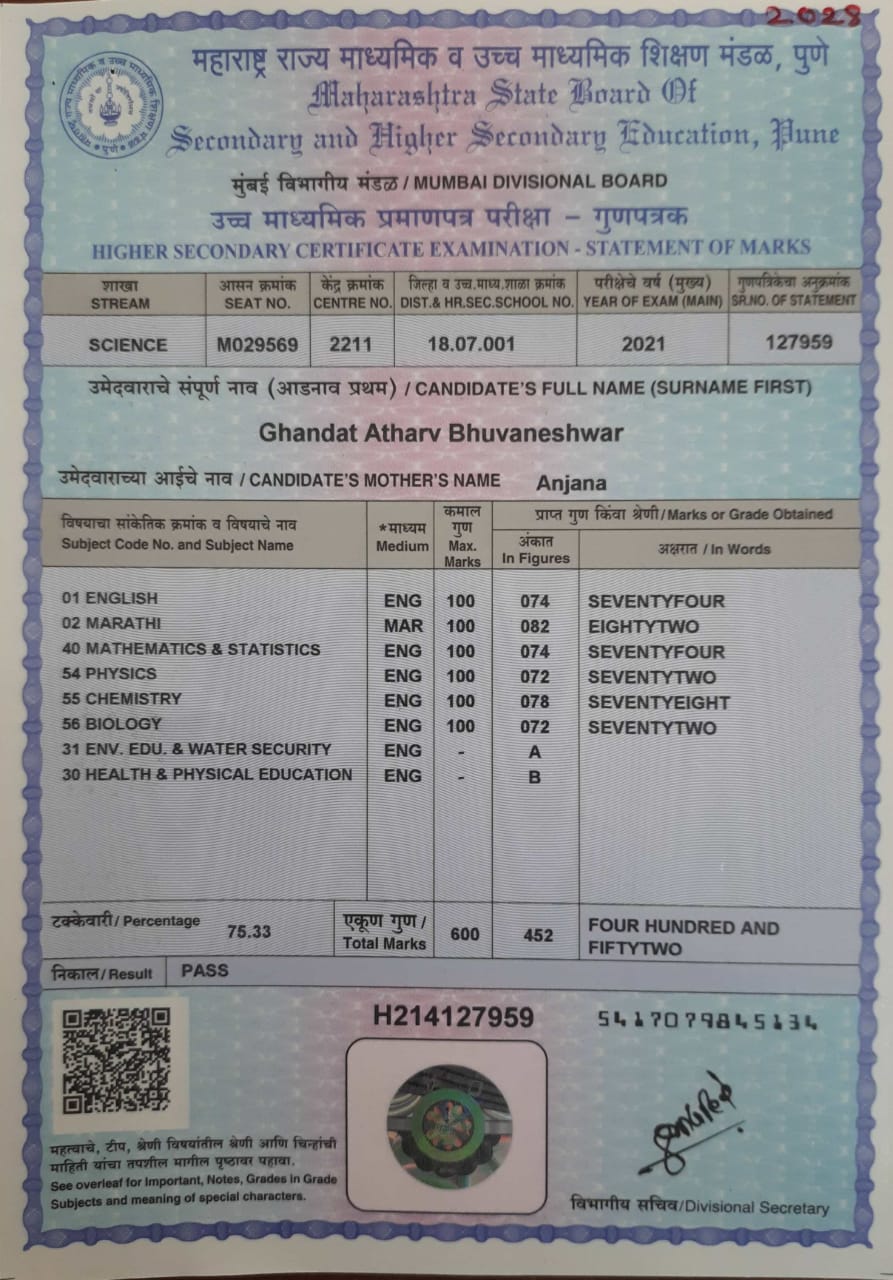 2028
महाराष्ट्र राज्य माध्यमिक व उच्च माध्यमिक शिक्षण मंडळ, पुणे
Maharashtra State Board Of
Secondary and Higher Secondary Education, Pune
मुंबई विभागीय मंडळ / MUMBAI DIVISIONAL BOARD
उच्च माध्यमिक प्रमाणपत्र परीक्षा – गुणपत्रक
HIGHER SECONDARY CERTIFICATE EXAMINATION - STATEMENT OF MARKS
शाखा आसन क्रमांक केंद्र क्रमांक जिल्हा व उच्च.माध्य.शाळा क्रमांक परीक्षेचे वर्ष (मुख्य) गुणपत्रिकेचा अनुक्रमांक
STREAM SEAT NO. CENTRE NO. DIST.& HR.SEC.SCHOOL NO. YEAR OF EXAM (MAIN) SR.NO. OF STATEMENT
SCIENCE M029569 2211 18.07.001 2021 127959
उमेदवाराचे संपूर्ण नाव (आडनाव प्रथम) / CANDIDATE'S FULL NAME (SURNAME FIRST)
Ghandat Atharv Bhuvaneshwar
उमेदवाराच्या आईचे नाव / CANDIDATE'S MOTHER'S NAME Anjana
विषयाचा सांकेतिक क्रमांक व विषयाचे नाव
Subject Code No. and Subject Name
*माध्यम
Medium
कमाल
गुण
Max.
Marks
प्राप्त गुण किंवा श्रेणी/Marks or Grade Obtained
अंकात
In Figures
अक्षरात / In Words
01 ENGLISH ENG 100 074 SEVENTYFOUR
02 MARATHI MAR 100 082 EIGHTYTWO
40 MATHEMATICS & STATISTICS ENG 100 074 SEVENTYFOUR
54 PHYSICS ENG 100 072 SEVENTYTWO
55 CHEMISTRY ENG 100 078 SEVENTYEIGHT
56 BIOLOGY ENG 100 072 SEVENTYTWO
31 ENV. EDU. & WATER SECURITY ENG - A
30 HEALTH & PHYSICAL EDUCATION ENG - B
टक्केवारी/ Percentage 75.33
एकूण गुण /
Total Marks
600 452
FOUR HUNDRED AND
FIFTYTWO
निकाल/Result PASS
H214127959
5417079845134
महत्वाचे, टीप, श्रेणी विषयांतील श्रेणी आणि चिन्हांची
माहिती यांचा तपशील मागील पृष्ठावर पहावा.
See overleaf for Important, Notes, Grades in Grade
Subjects and meaning of special characters.
विभागीय सचिव/Divisional Secretary